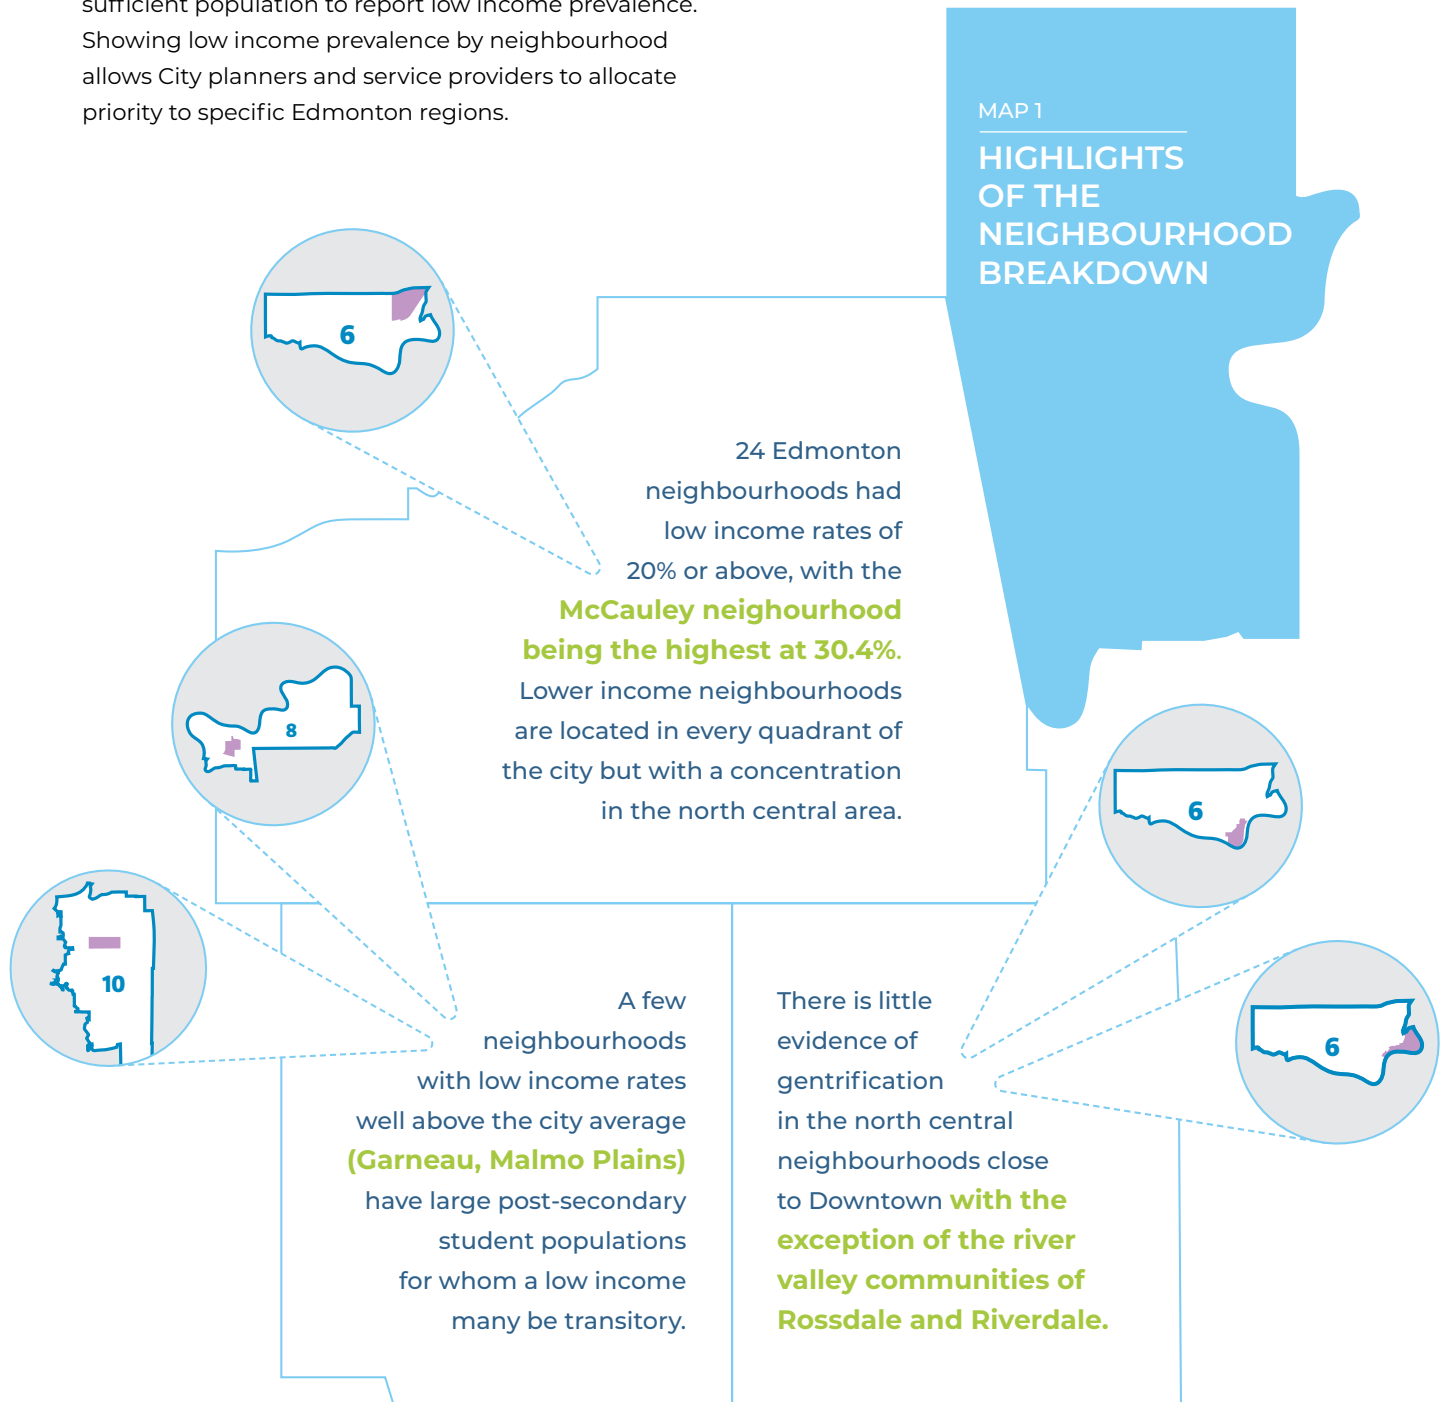 sufficient population to report low income prevalence.
Showing low income prevalence by neighbourhood
allows City planners and service providers to allocate
priority to specific Edmonton regions.
MAP 1
HIGHLIGHTS
OF THE
NEIGHBOURHOOD
BREAKDOWN
6
24 Edmonton
neighbourhoods had
low income rates of
20% or above, with the
McCauley neighourhood
being the highest at 30.4%.
Lower income neighbourhoods
are located in every quadrant of
the city but with a concentration
in the north central area.
8
6
10
6
A few
neighbourhoods
with low income rates
well above the city average
(Garneau, Malmo Plains)
have large post-secondary
student populations
for whom a low income
many be transitory.
There is little
evidence of
gentrification
in the north central
neighbourhoods close
to Downtown with the
exception of the river
valley communities of
Rossdale and Riverdale.